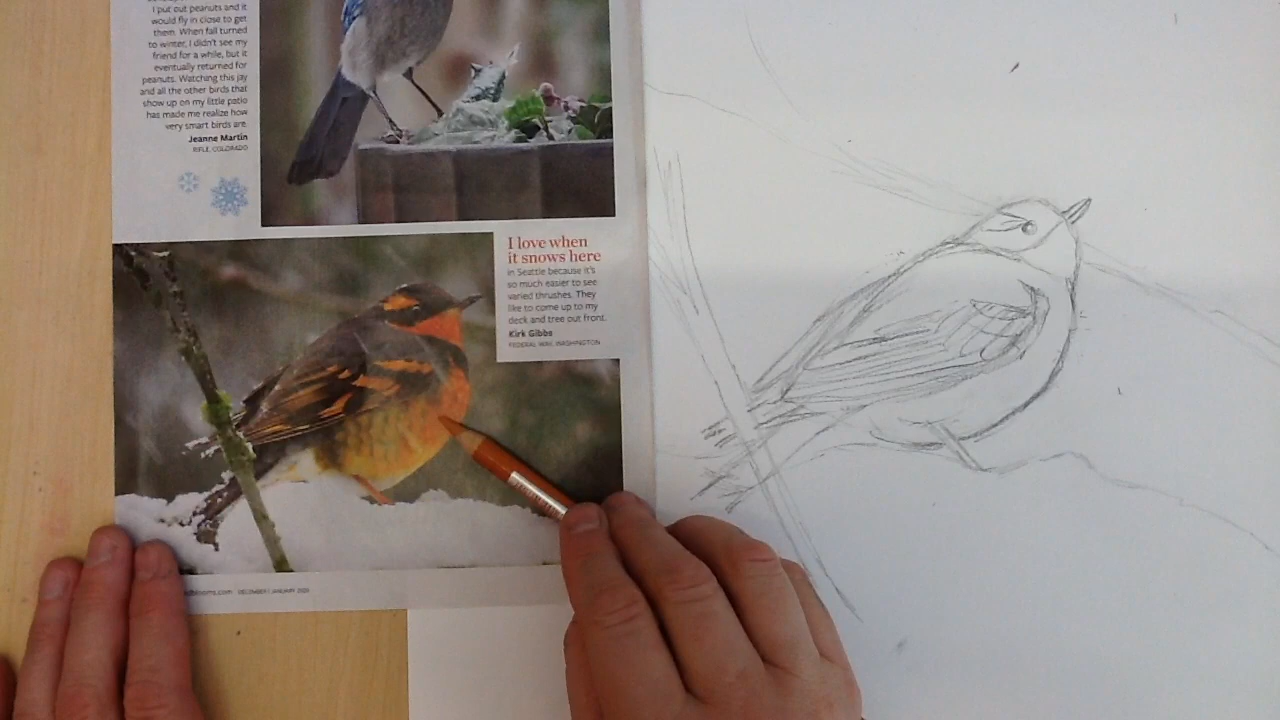 I put out peanuts and it
would fly in close to get
them. When fall turned
to winter, I didn't see my
friend for a while, but it
eventually returned for
peanuts. Watching this jay
and all the other birds that
show up on my little patio
has made me realize how
very smart birds are.
Jeanne Martin
RIFLE, COLORADO
I love when
it snows here
in Seattle because it's
so much easier to see
varied thrushes. They
like to come up to my
deck and tree out front.
Kirk Gibbs
FEDERAL WAY, WASHINGTON
DECEMBER/JANUARY